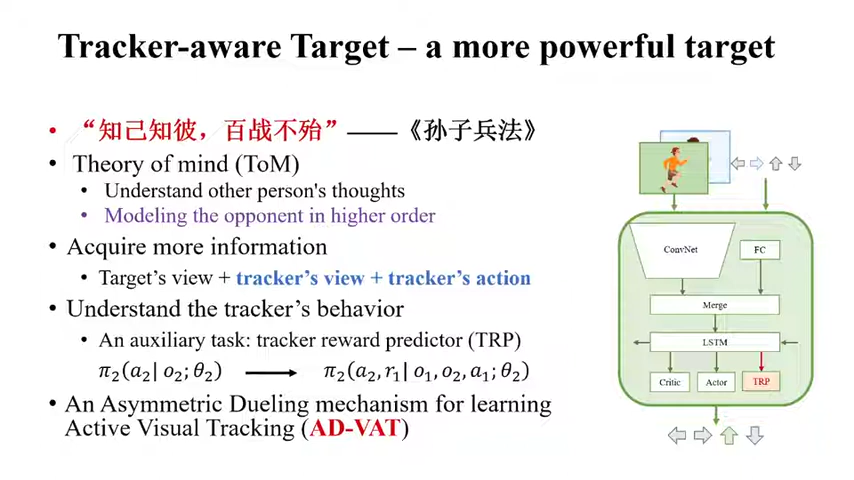 Tracker-aware Target – a more powerful target
• “知己知彼，百战不殆” ——《孙子兵法》
• Theory of mind (ToM)
• Understand other person's thoughts
• Modeling the opponent in higher order
• Acquire more information
• Target’s view + tracker’s view + tracker’s action
• Understand the tracker’s behavior
• An auxiliary task: tracker reward predictor (TRP)
π₂(a₂| o₂; θ₂) ⟶ π₂(a₂, r₁| o₁, o₂, a₁; θ₂)
• An Asymmetric Dueling mechanism for learning
Active Visual Tracking (AD-VAT)
ConvNet
FC
Merge
LSTM
Critic
Actor
TRP